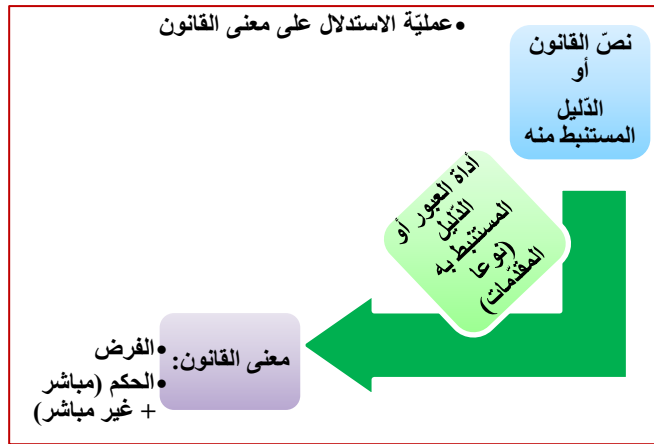 •عمليّة الاستدلال على معنى القانون
نصّ القانون
أو
الدّليل
المستنبط منه
أداة العبور أو
الدّليل
المستنبط به
(نوعا
المقدّمات)
معنى القانون:
•الفرض
•الحكم (مباشر
+ غير مباشر)